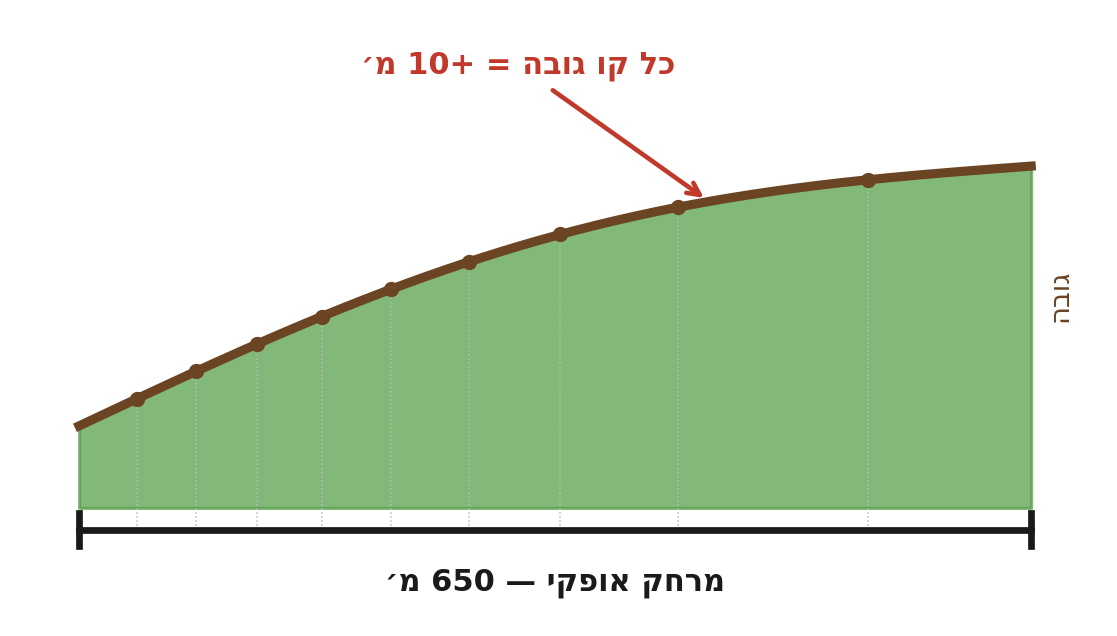 כל קו גובה = +10 מ׳
גובה
מרחק אופקי — 650 מ׳